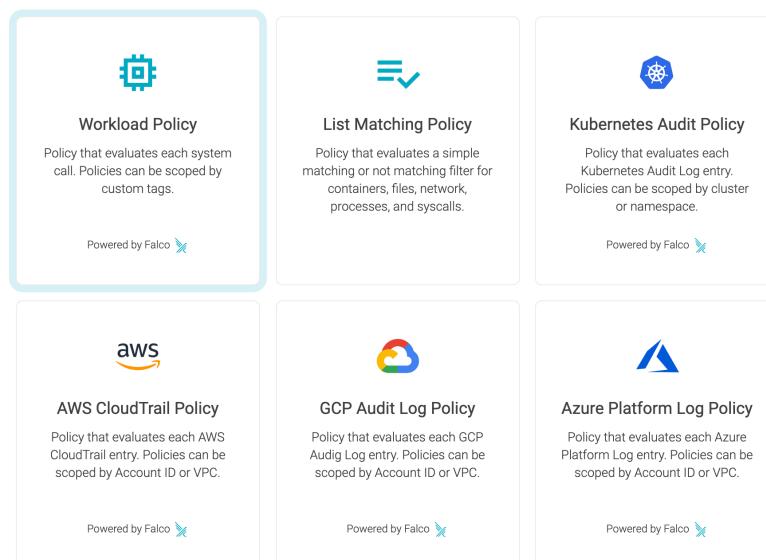 Workload Policy
Policy that evaluates each system
call. Policies can be scoped by
custom tags.
Powered by Falco
List Matching Policy
Policy that evaluates a simple
matching or not matching filter for
containers, files, network,
processes, and syscalls.
Kubernetes Audit Policy
Policy that evaluates each
Kubernetes Audit Log entry.
Policies can be scoped by cluster
or namespace.
Powered by Falco
aws
AWS CloudTrail Policy
Policy that evaluates each AWS
CloudTrail entry. Policies can be
scoped by Account ID or VPC.
Powered by Falco
GCP Audit Log Policy
Policy that evaluates each GCP
Audig Log entry. Policies can be
scoped by Account ID or VPC.
Powered by Falco
Azure Platform Log Policy
Policy that evaluates each Azure
Platform Log entry. Policies can be
scoped by Account ID or VPC.
Powered by Falco